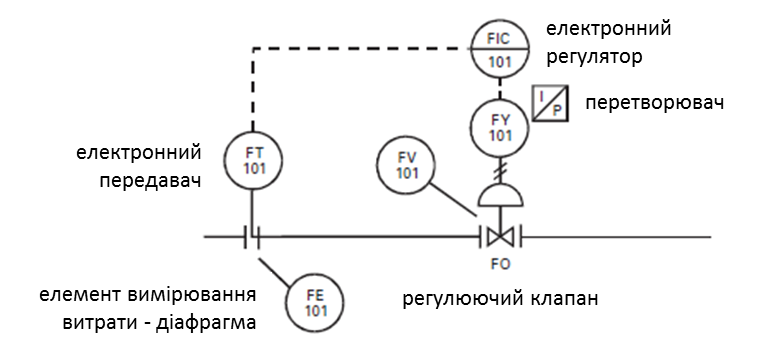 електронний
регулятор
FIC
101
I
P
перетворювач
FY
101
електронний
передавач
FT
101
FV
101
FO
елемент вимірювання
витрати - діафрагма
FE
101
регулюючий клапан